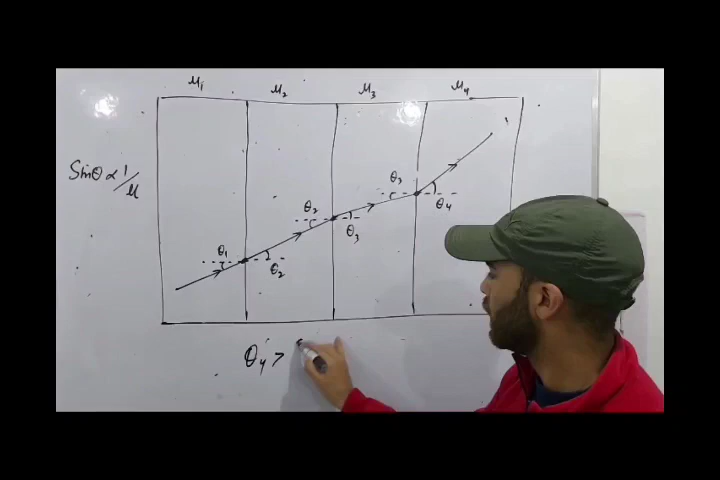 μ₁ μ₂ μ₃ μ₄
Sinθ ∝ 1/μ
θ₃
θ₂ θ₄
θ₃
θ₁
θ₂
θ₄ >